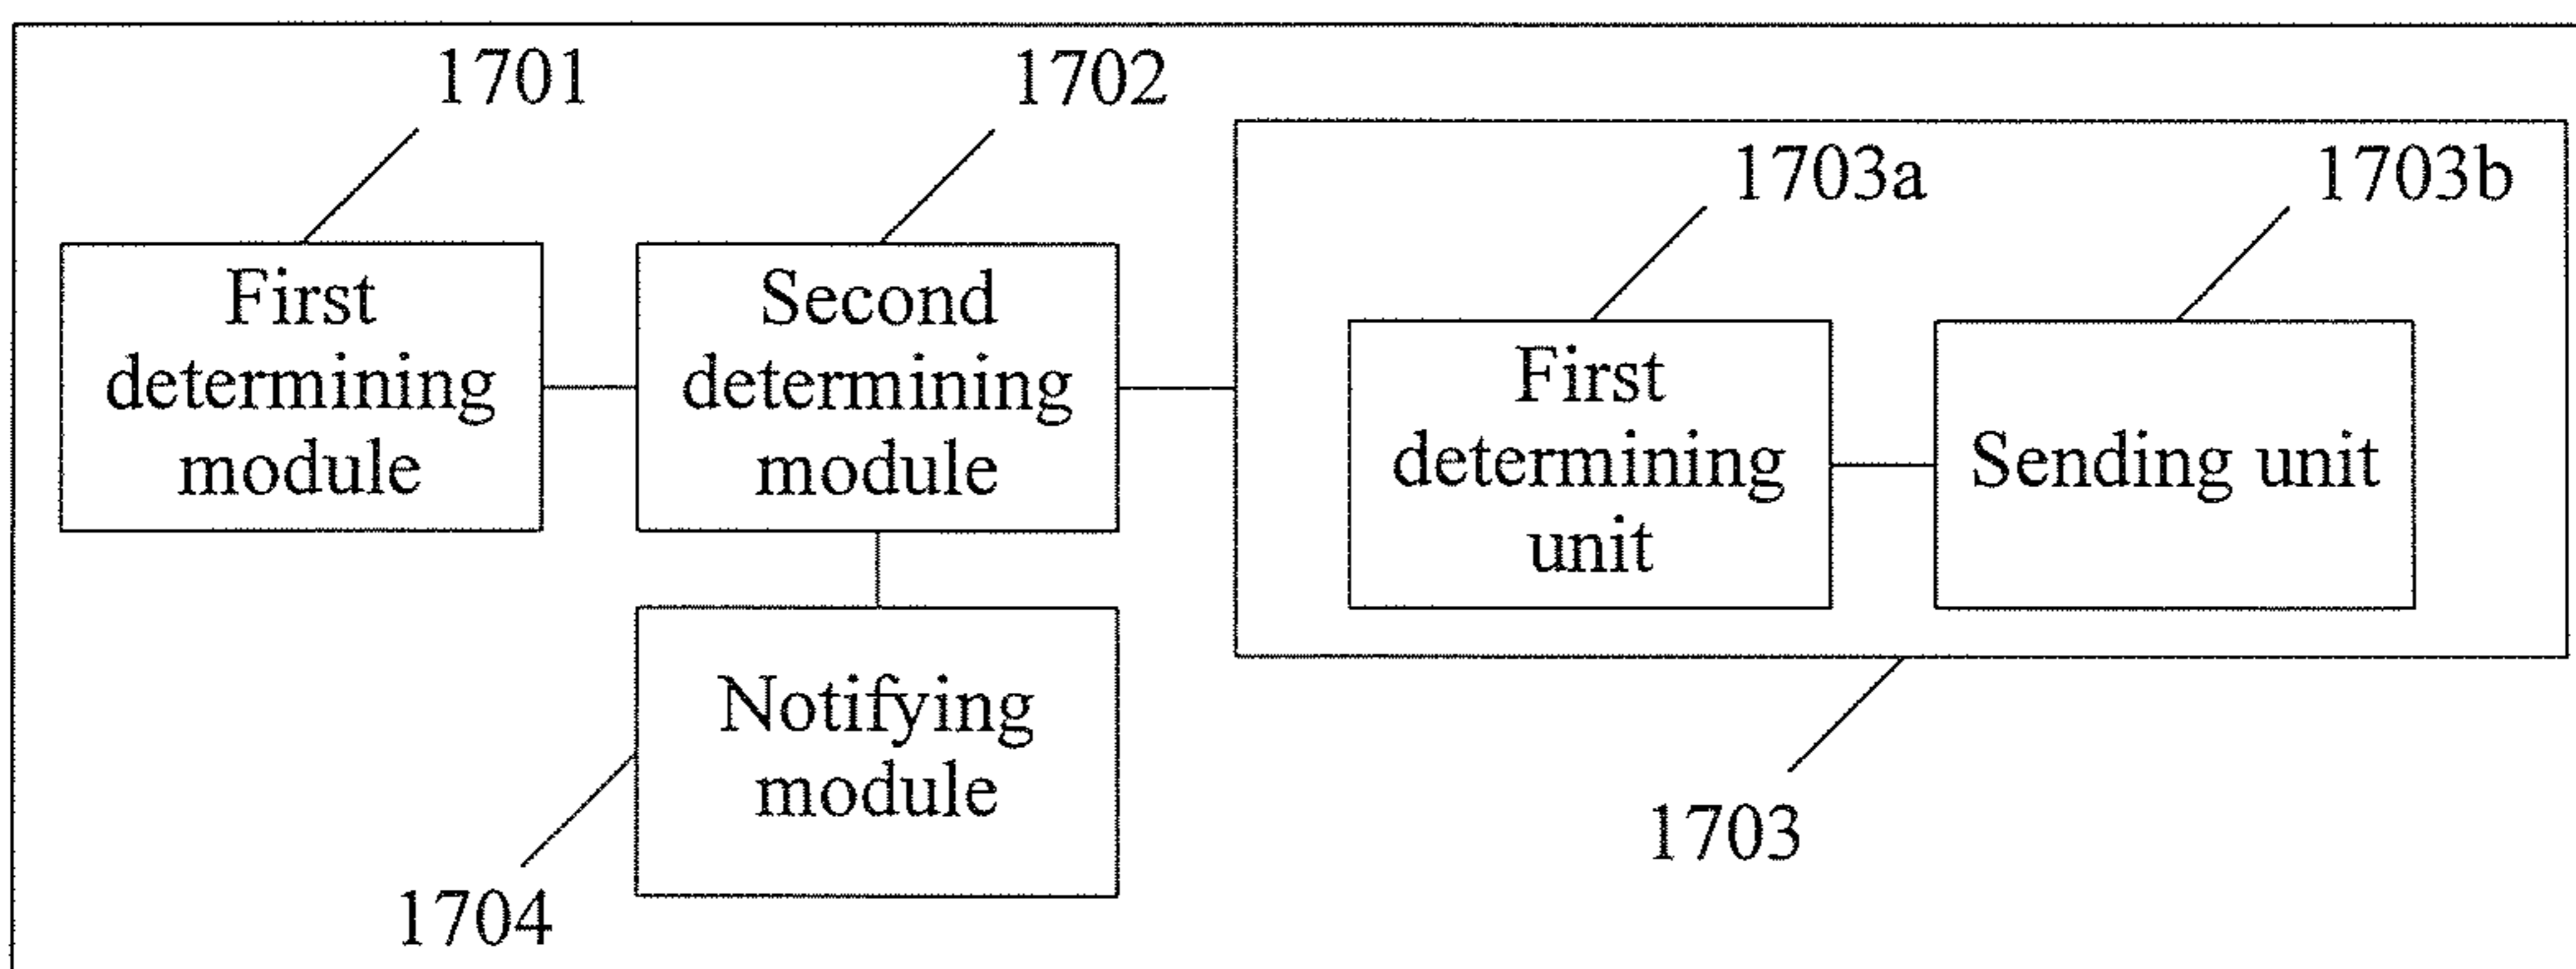 1701
1702
1703a
1703b
First
determining
module
Second
determining
module
First
determining
unit
Sending unit
Notifying
module
1703
1704